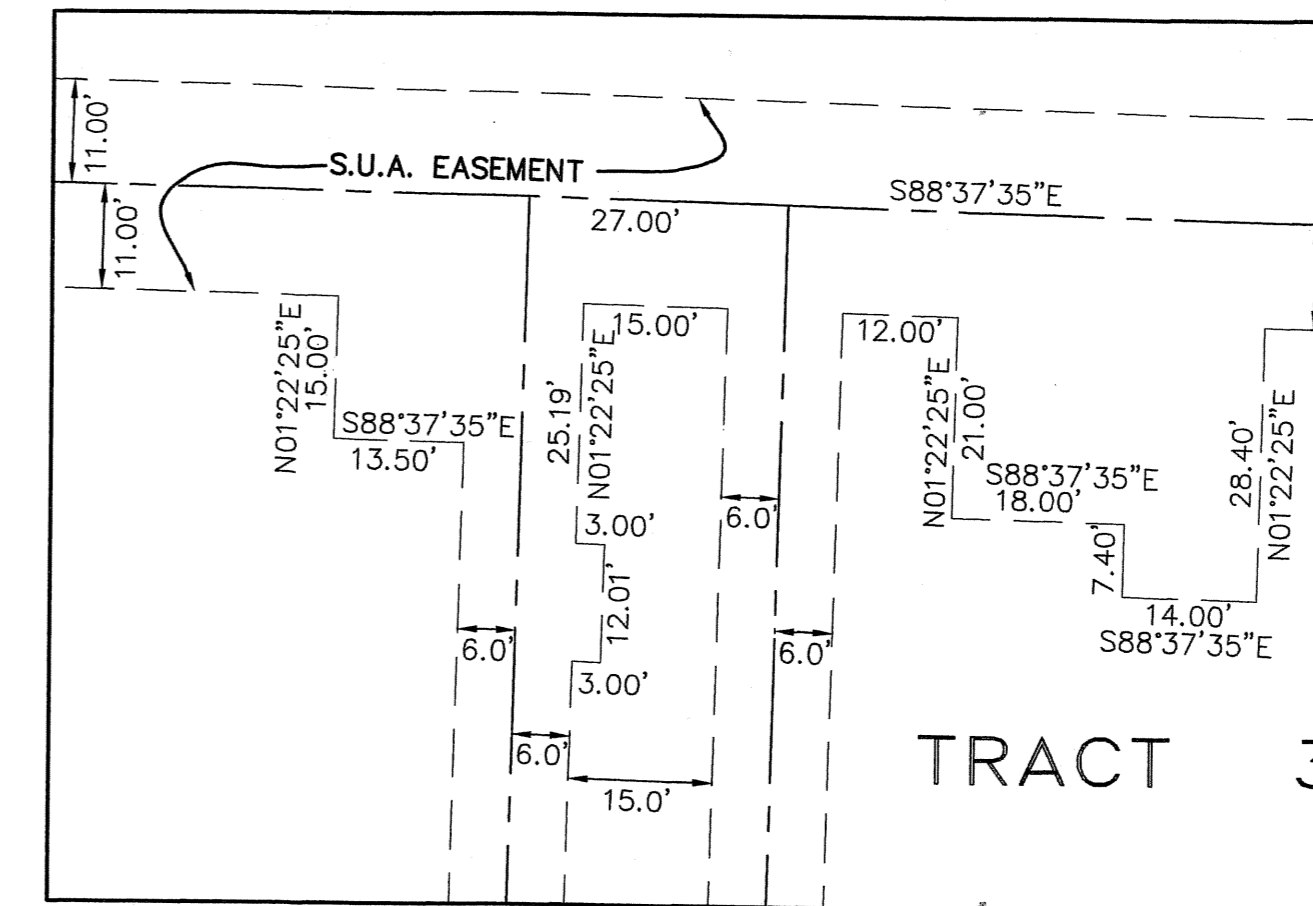 11.00'
S.U.A. EASEMENT
S88°37'35"E
27.00'
11.00'
N01°22'25"E
15.00'
S88°37'35"E
13.50'
15.00'
25.19'
N01°22'25"E
12.00'
N01°22'25"E
21.00'
S88°37'35"E
18.00'
28.40'
N01°22'25"E
6.0'
3.00'
12.01'
7.40'
14.00'
S88°37'35"E
6.0'
6.0'
3.00'
6.0'
15.0'
TRACT